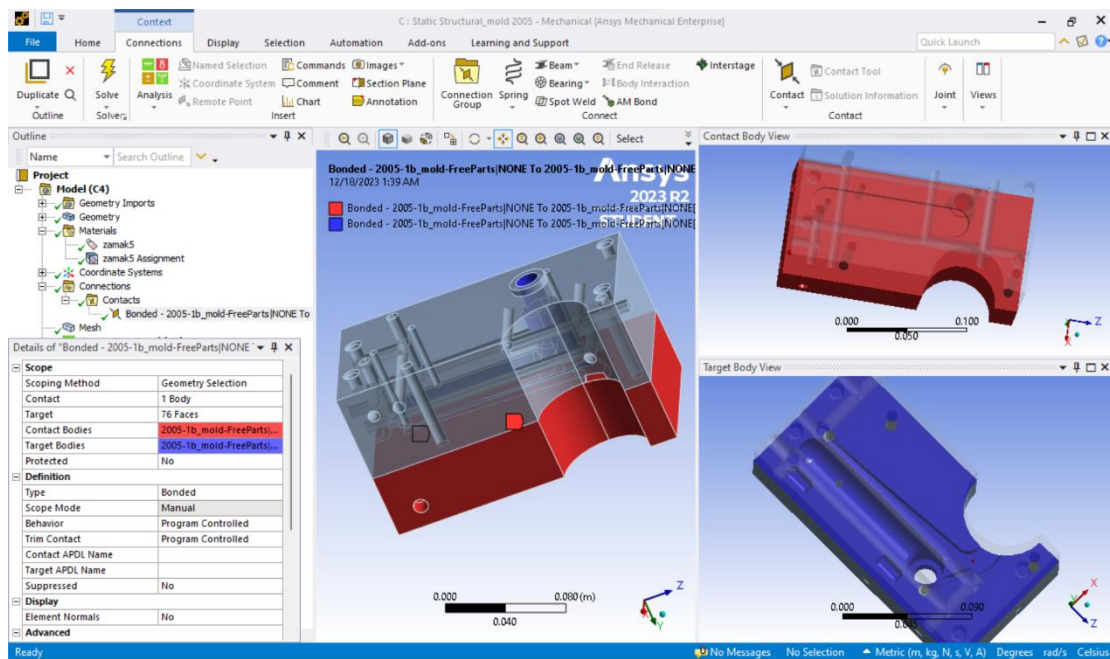 Context
C : Static Structural_mold 2005 - Mechanical [Ansys Mechanical Enterprise]
File Home Connections Display Selection Automation Add-ons Learning and Support Quick Launch
Duplicate
Outline
Solve
Solvers
Analysis
Named Selection
Coordinate System
Remote Point
Commands
Comment
Chart
Images
Section Plane
Annotation
Insert
Connection Group
Spring
Beam
Bearing
Spot Weld
End Release
Body Interaction
AM Bond
Interstage
Connect
Contact
Contact Tool
Solution Information
Contact
Joint
Views
Outline
Name Search Outline
Project
Model (C4)
Geometry Imports
Geometry
Materials
zamak5
zamak5 Assignment
Coordinate Systems
Connections
Contacts
Bonded - 2005-1b_mold-FreeParts|NONE To
Mesh
Details of "Bonded - 2005-1b_mold-FreeParts|NONE
Scope
Scoping Method Geometry Selection
Contact 1 Body
Target 76 Faces
Contact Bodies 2005-1b_mold-FreeParts|...
Target Bodies 2005-1b_mold-FreeParts|...
Protected No
Definition
Type Bonded
Scope Mode Manual
Behavior Program Controlled
Trim Contact Program Controlled
Contact APDL Name
Target APDL Name
Suppressed No
Display
Element Normals No
Advanced
Select
Bonded - 2005-1b_mold-FreeParts|NONE To 2005-1b_mold-FreeParts|NONE
12/18/2023 1:39 AM
Ansys
2023 R2
STUDENT
Bonded - 2005-1b_mold-FreeParts|NONE To 2005-1b_mold-FreeParts|NONE[
Bonded - 2005-1b_mold-FreeParts|NONE To 2005-1b_mold-FreeParts|NONE[
0.000 0.080 (m)
0.040
Z
Y
Contact Body View
0.000 0.100
0.050
Z
X
Target Body View
0.000 0.090
0.045
X
Y
Z
Ready No Messages No Selection Metric (m, kg, N, s, V, A) Degrees rad/s Celsius